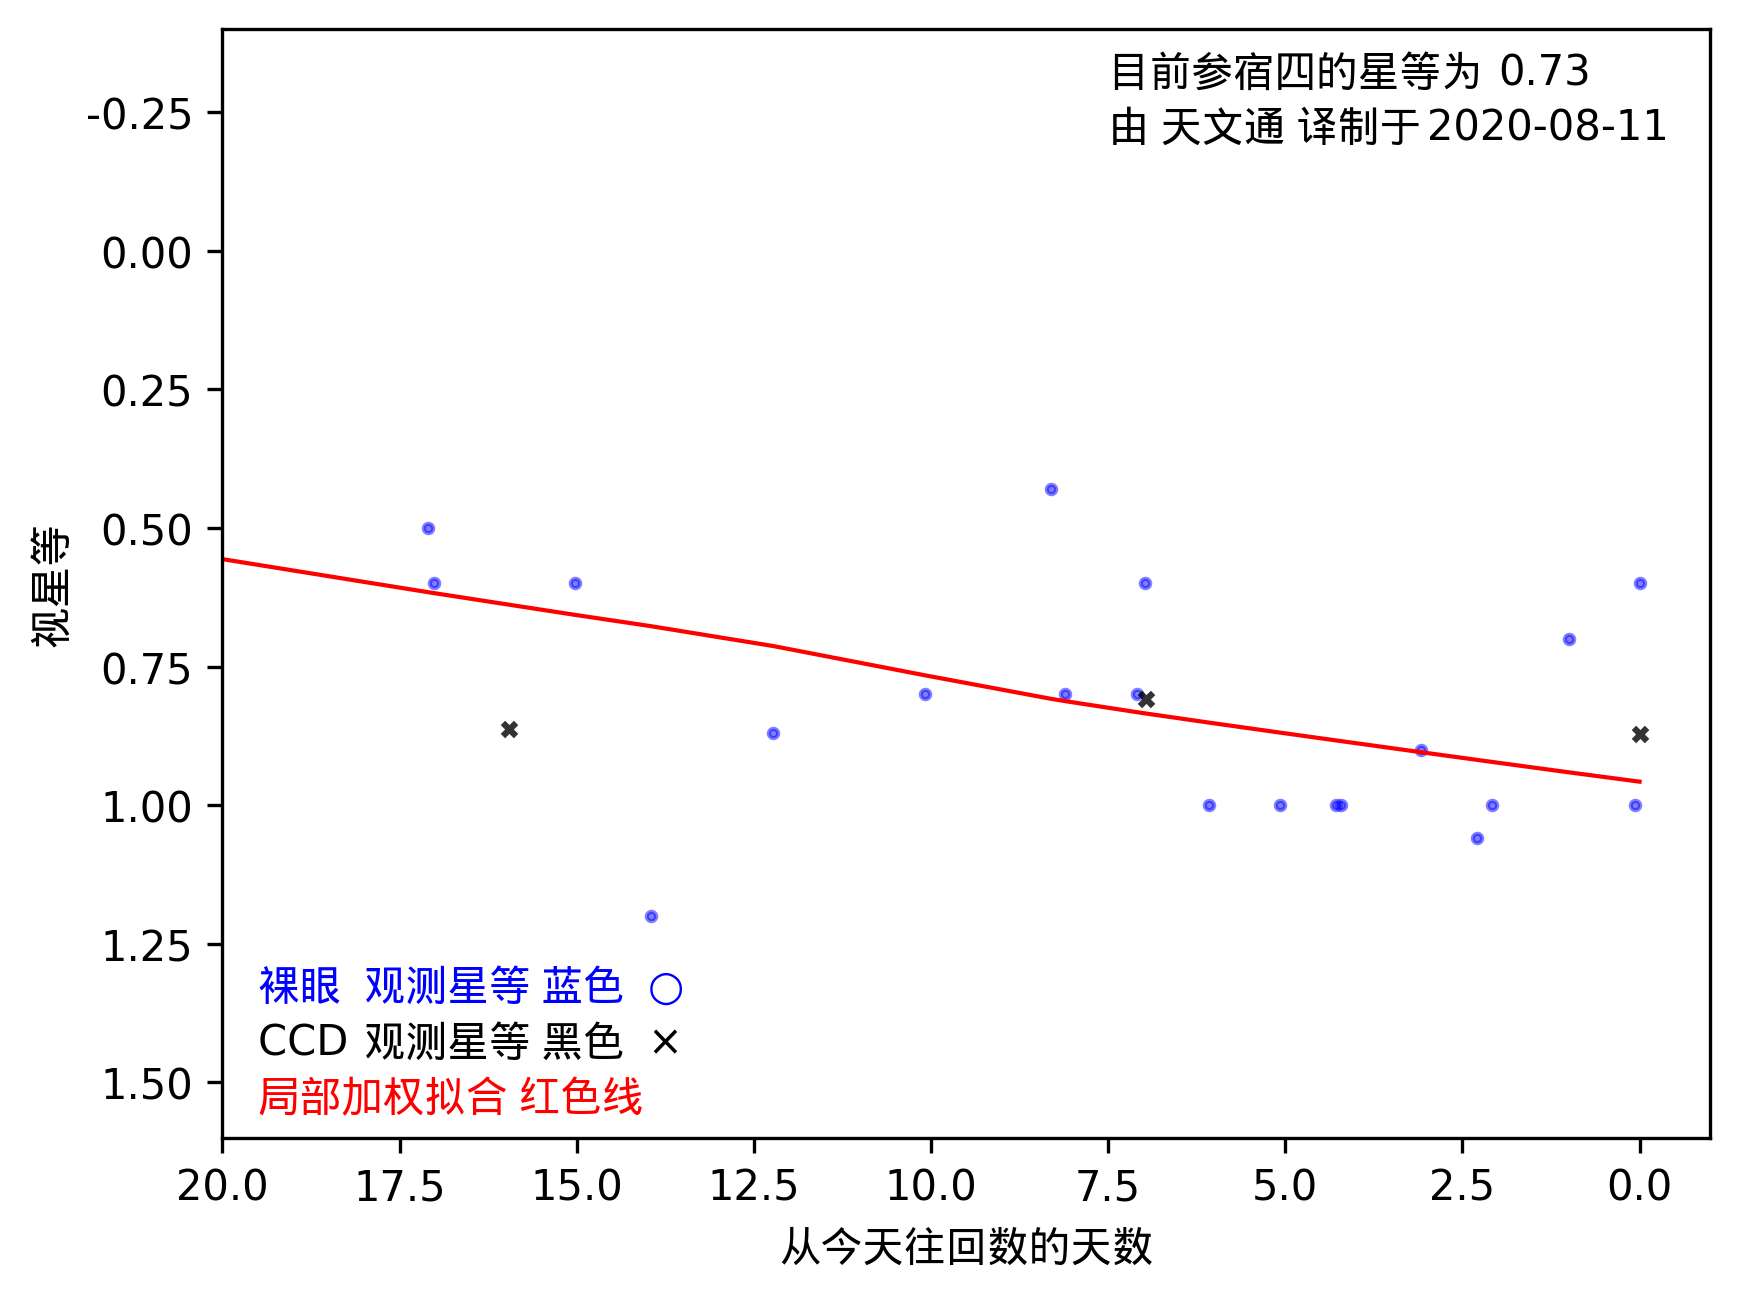 目前参宿四的星等为 0.73
由 天文通 译制于2020-08-11
-0.25
0.00
0.25
0.50
0.75
1.00
1.25
1.50
视星等
裸眼 观测星等 蓝色 ○
CCD 观测星等 黑色 ×
局部加权拟合 红色线
20.0 17.5 15.0 12.5 10.0 7.5 5.0 2.5 0.0
从今天往回数的天数